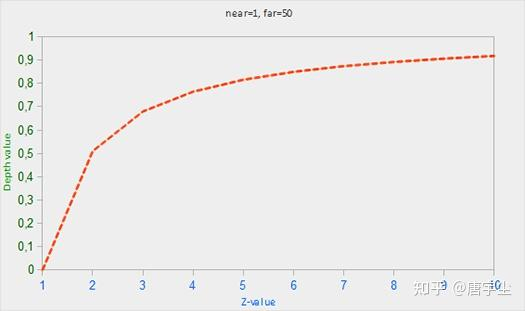 near=1, far=50
1
0,9
0,8
0,7
0,6
0,5
0,4
0,3
0,2
0,1
0
Depth value
1 2 3 4 5 6 7 8 9 10
Z-value
知乎 @唐宇尘